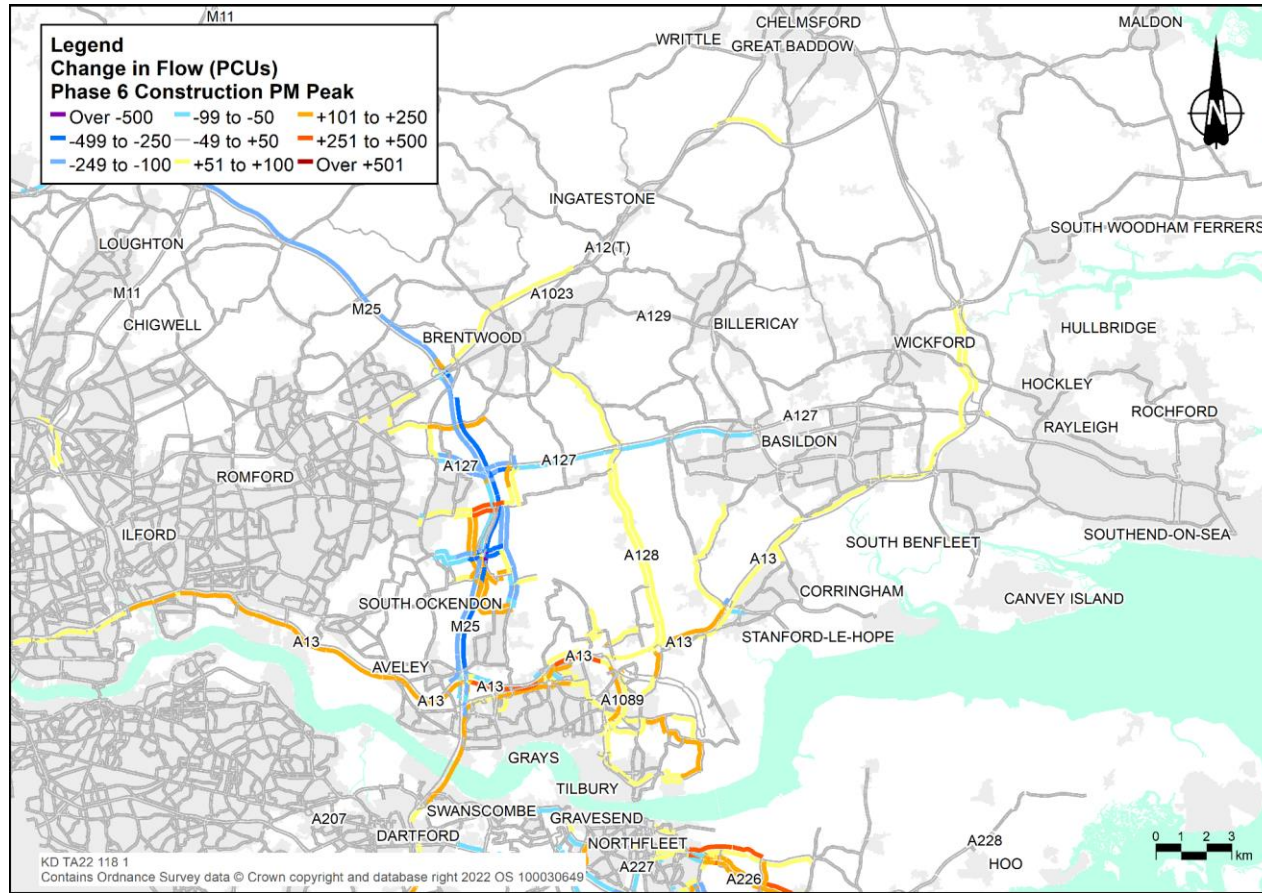 M11
CHELMSFORD
MALDON
WRITTLE
GREAT BADDOW
Legend
Change in Flow (PCUs)
Phase 6 Construction PM Peak
Over -500
-99 to -50
+101 to +250
-499 to -250
-49 to +50
+251 to +500
-249 to -100
+51 to +100
Over +501
N
INGATESTONE
SOUTH WOODHAM FERRERS
LOUGHTON
A12(T)
M11
A1023
M25
CHIGWELL
A129
BILLERICAY
HULLBRIDGE
BRENTWOOD
WICKFORD
HOCKLEY
A127
ROCHFORD
RAYLEIGH
BASILDON
A127
A127
ROMFORD
ILFORD
SOUTHEND-ON-SEA
SOUTH BENFLEET
A128
A13
CORRINGHAM
CANVEY ISLAND
SOUTH OCKENDON
M25
STANFORD-LE-HOPE
A13
A13
A13
AVELEY
A13
A13
A1089
GRAYS
TILBURY
SWANSCOMBE
A207
GRAVESEND
DARTFORD
NORTHFLEET
A228
A227
HOO
A226
0 1 2 3
km
KD TA22 118 1
Contains Ordnance Survey data © Crown copyright and database right 2022 OS 100030649